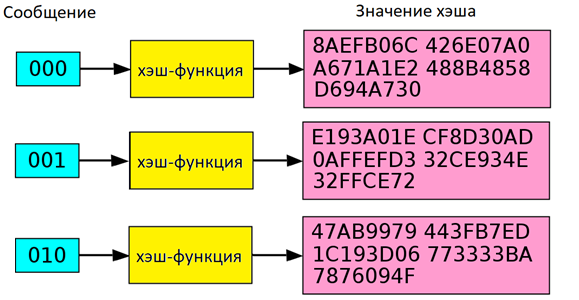 Сообщение
Значение хэша
000
хэш-функция
8AEFB06C 426E07A0
A671A1E2 488B4858
D694A730
001
хэш-функция
E193A01E CF8D30AD
0AFFEFD3 32CE934E
32FFCE72
010
хэш-функция
47AB9979 443FB7ED
1C193D06 773333BA
7876094F